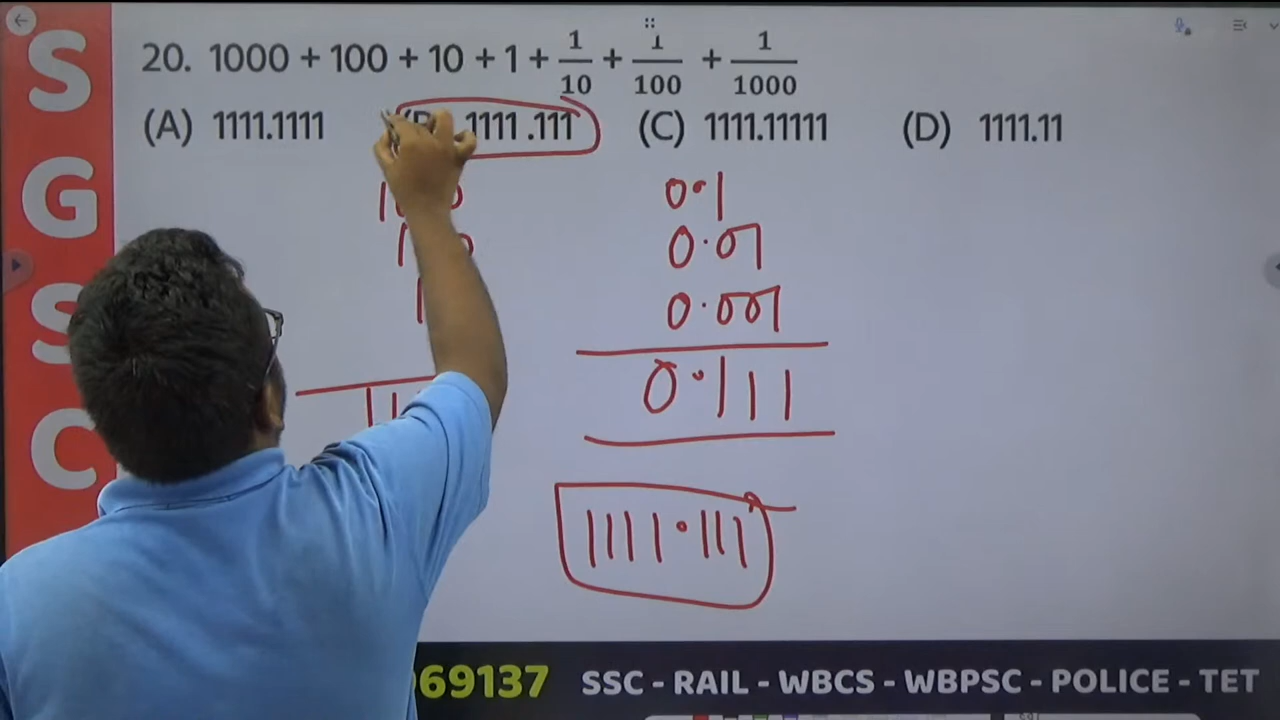 S
G
S
C
20. 1000 + 100 + 10 + 1 + 1/10 + 1/100 + 1/1000
(A) 1111.1111 1111 .111 (C) 1111.11111 (D) 1111.11
0.1
0.01
0.001
0.111
1111.111
069137 SSC - RAIL - WBCS - WBPSC - POLICE - TET